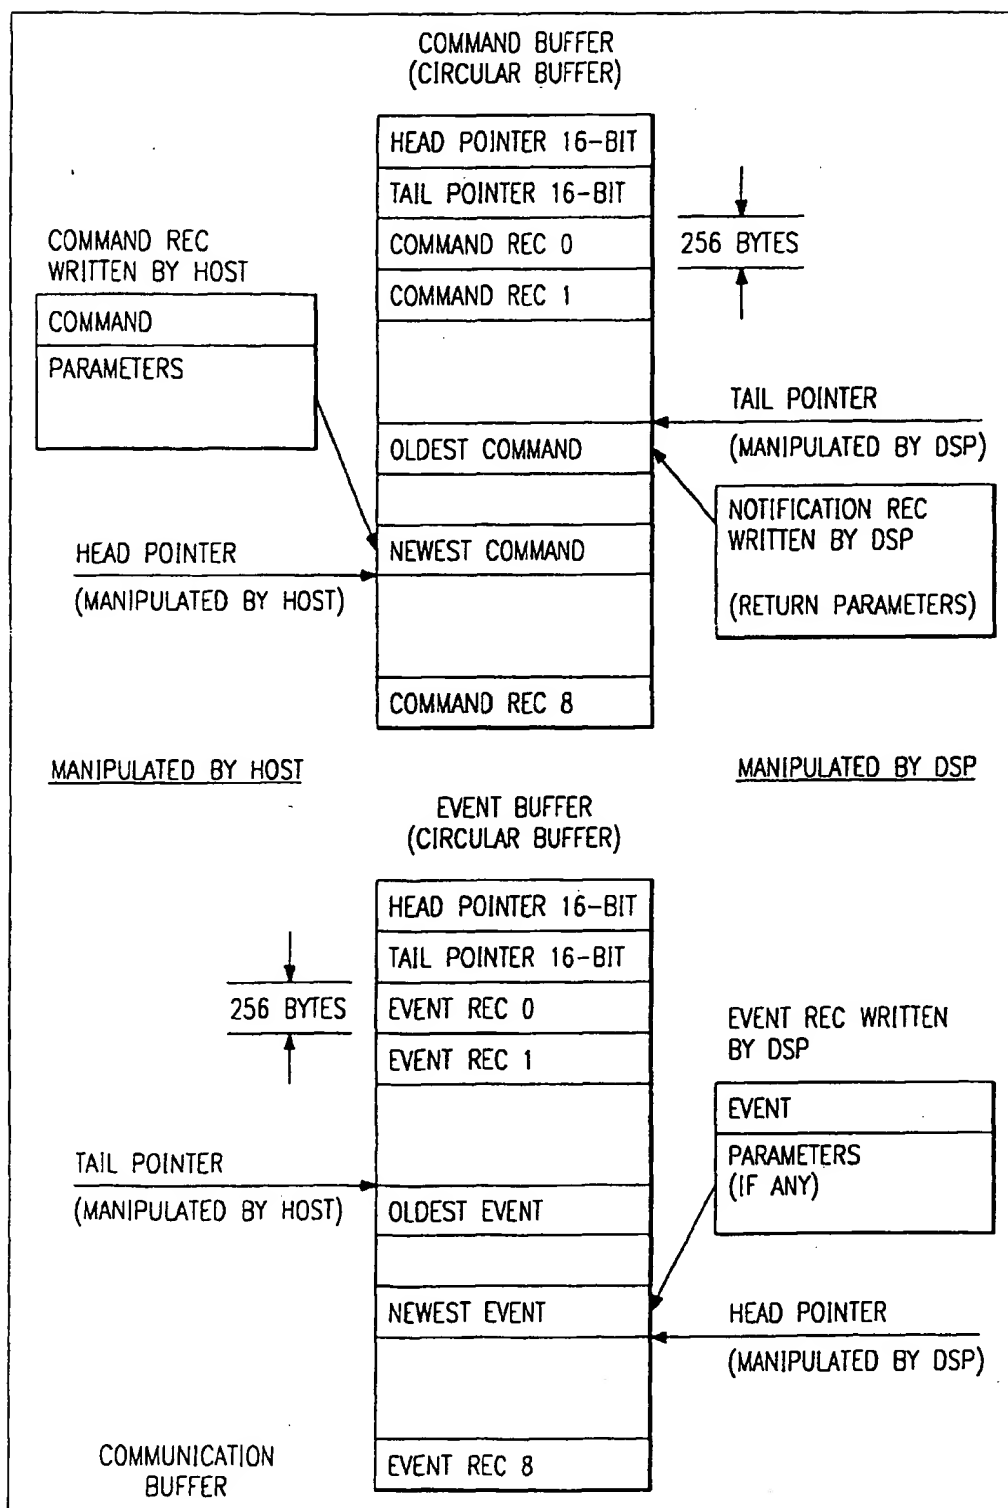 COMMAND BUFFER
(CIRCULAR BUFFER)
HEAD POINTER 16-BIT
TAIL POINTER 16-BIT
COMMAND REC 0
COMMAND REC 1
256 BYTES
COMMAND REC
WRITTEN BY HOST
COMMAND
PARAMETERS
TAIL POINTER
(MANIPULATED BY DSP)
OLDEST COMMAND
NOTIFICATION REC
WRITTEN BY DSP
(RETURN PARAMETERS)
NEWEST COMMAND
HEAD POINTER
(MANIPULATED BY HOST)
COMMAND REC 8
MANIPULATED BY HOST
MANIPULATED BY DSP
EVENT BUFFER
(CIRCULAR BUFFER)
HEAD POINTER 16-BIT
TAIL POINTER 16-BIT
EVENT REC 0
EVENT REC 1
256 BYTES
EVENT REC WRITTEN
BY DSP
EVENT
PARAMETERS
(IF ANY)
TAIL POINTER
(MANIPULATED BY HOST)
OLDEST EVENT
NEWEST EVENT
HEAD POINTER
(MANIPULATED BY DSP)
EVENT REC 8
COMMUNICATION
BUFFER